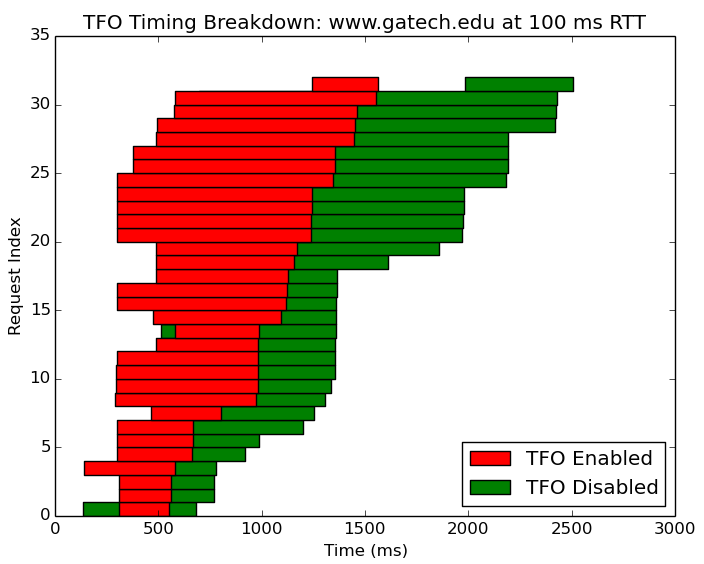 TFO Timing Breakdown: www.gatech.edu at 100 ms RTT
35
30
25
20
15
10
5
0
Request Index
0 500 1000 1500 2000 2500 3000
Time (ms)
TFO Enabled
TFO Disabled